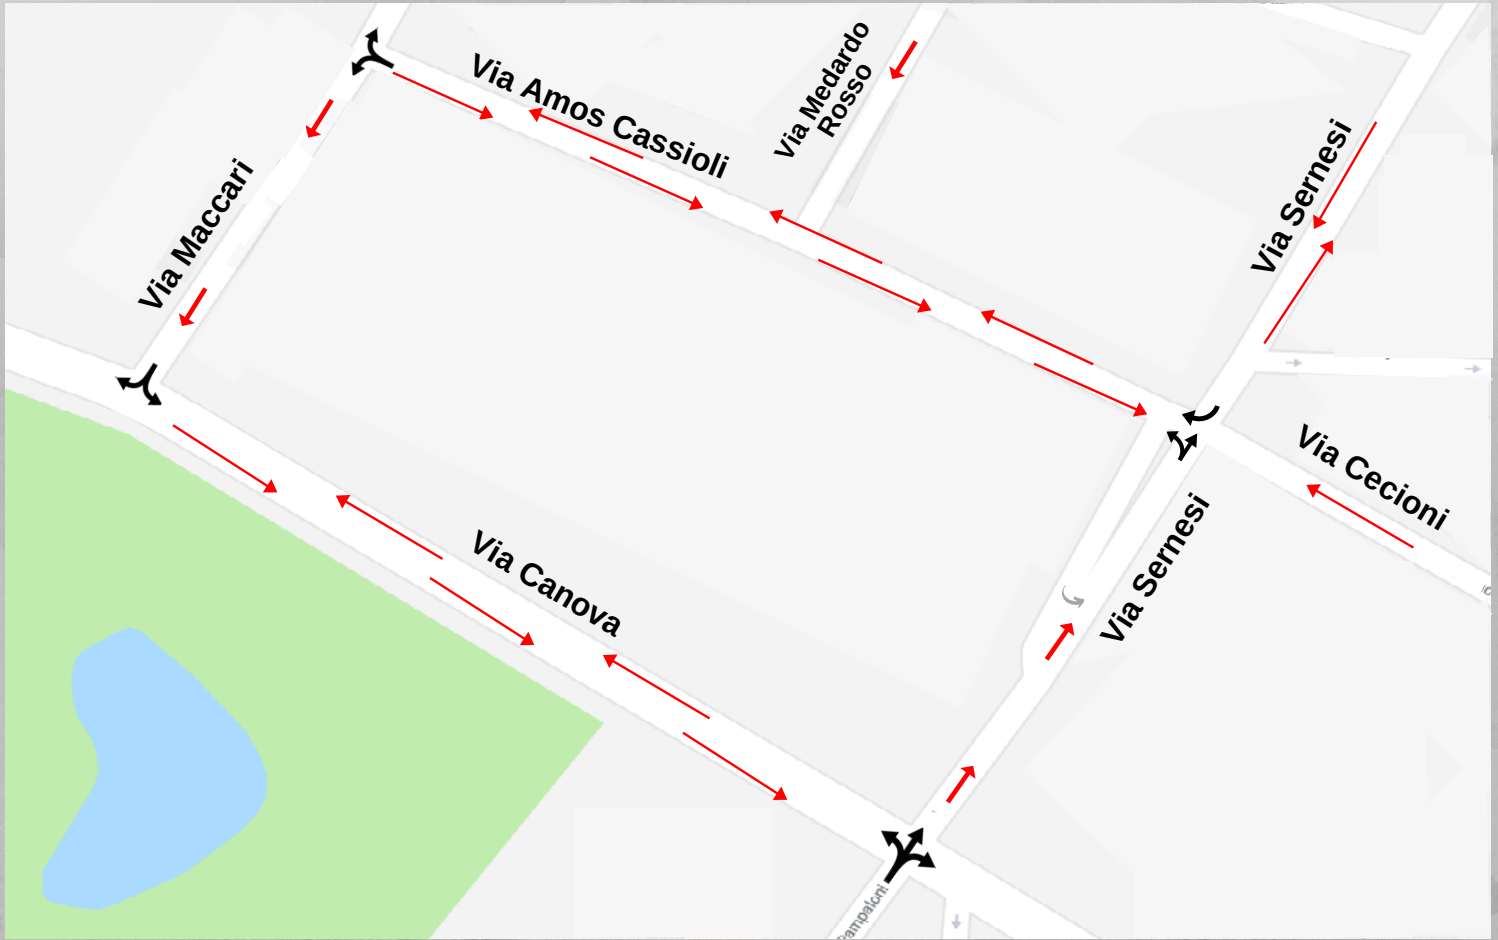 Via Amos Cassioli
Via Medardo
Rosso
Via Sernesi
Via Maccari
Via Cecioni
Via Canova
Via Sernesi